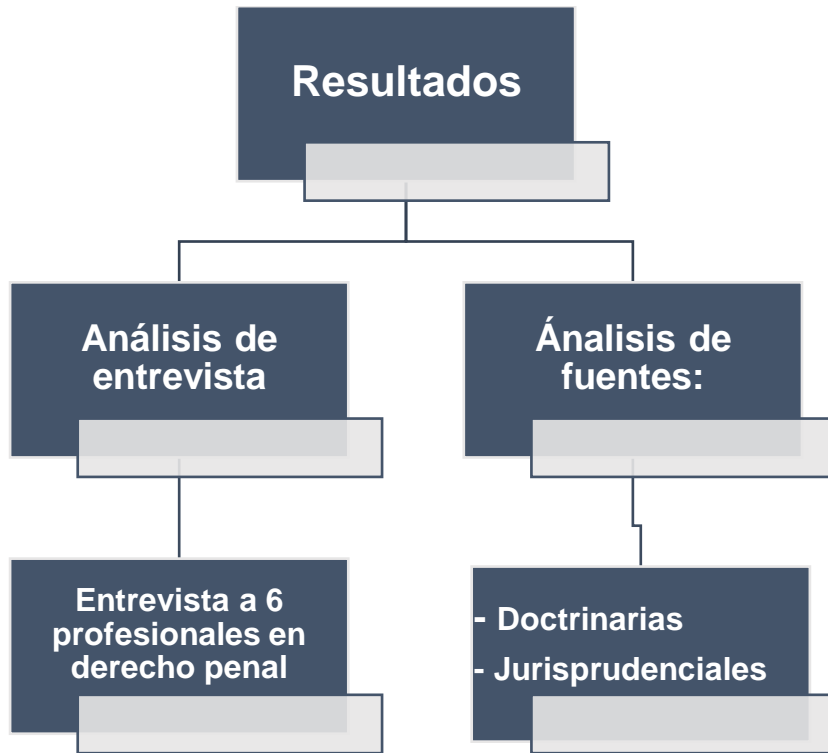 Resultados
Análisis de
entrevista
Ánalisis de
fuentes:
Entrevista a 6
profesionales en
derecho penal
- Doctrinarias
- Jurisprudenciales